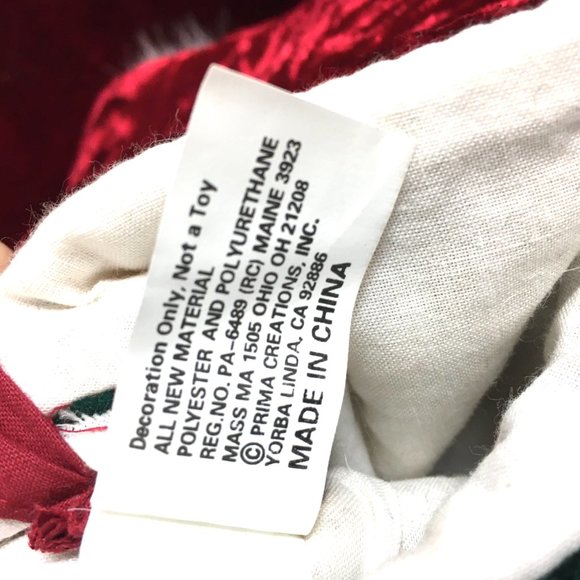 Decoration Only, Not a Toy
ALL NEW MATERIAL
POLYESTER AND POLYURETHANE
REG.NO. PA-6489 (RC) MAINE 3923
MASS MA 1505 OHIO OH 21208
© PRIMA CREATIONS, INC.
YORBA LINDA, CA 92886
MADE IN CHINA